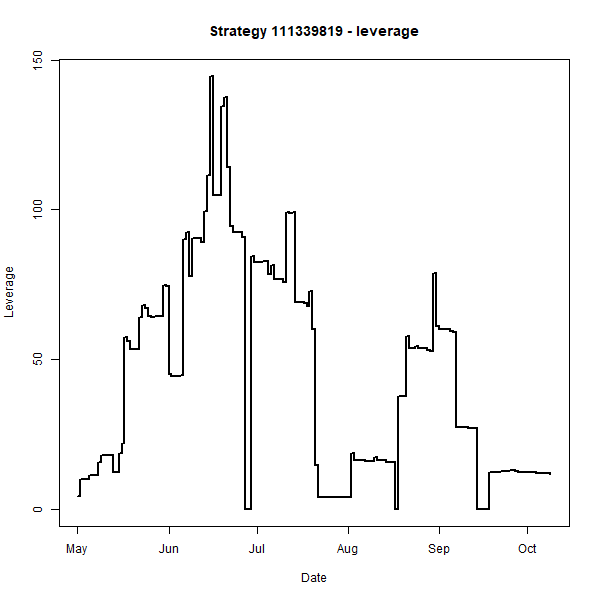 Strategy 111339819 - leverage
150
100
50
0
Leverage
May Jun Jul Aug Sep Oct
Date